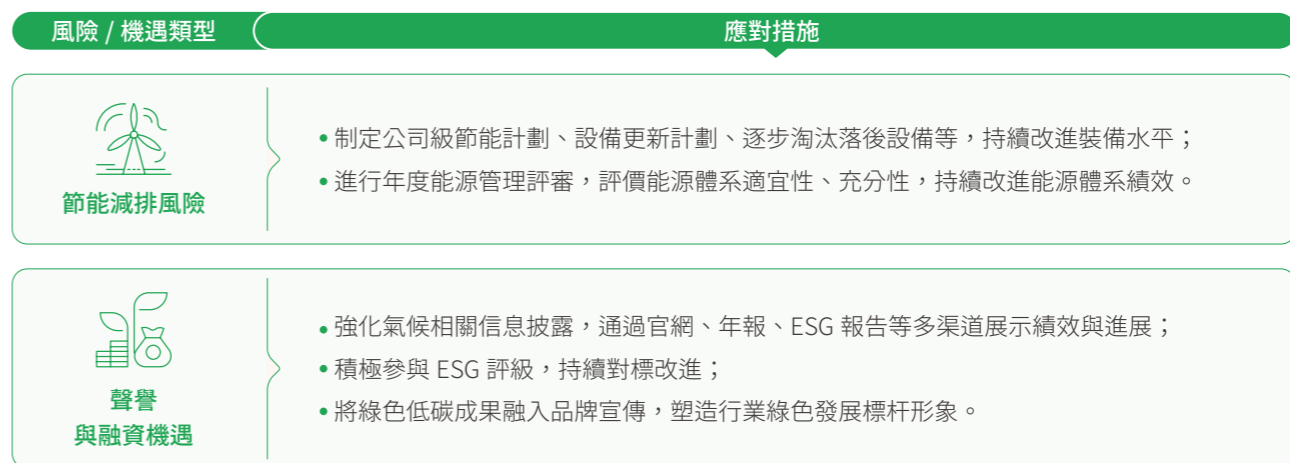 風險 / 機遇類型
應對措施
節能減排風險
• 制定公司級節能計劃、設備更新計劃、逐步淘汰落後設備等，持續改進裝備水平；
• 進行年度能源管理評審，評價能源體系適宜性、充分性，持續改進能源體系績效。
聲譽
與融資機遇
• 強化氣候相關信息披露，通過官網、年報、ESG 報告等多渠道展示績效與進展；
• 積極參與 ESG 評級，持續對標改進；
• 將綠色低碳成果融入品牌宣傳，塑造行業綠色發展標杆形象。